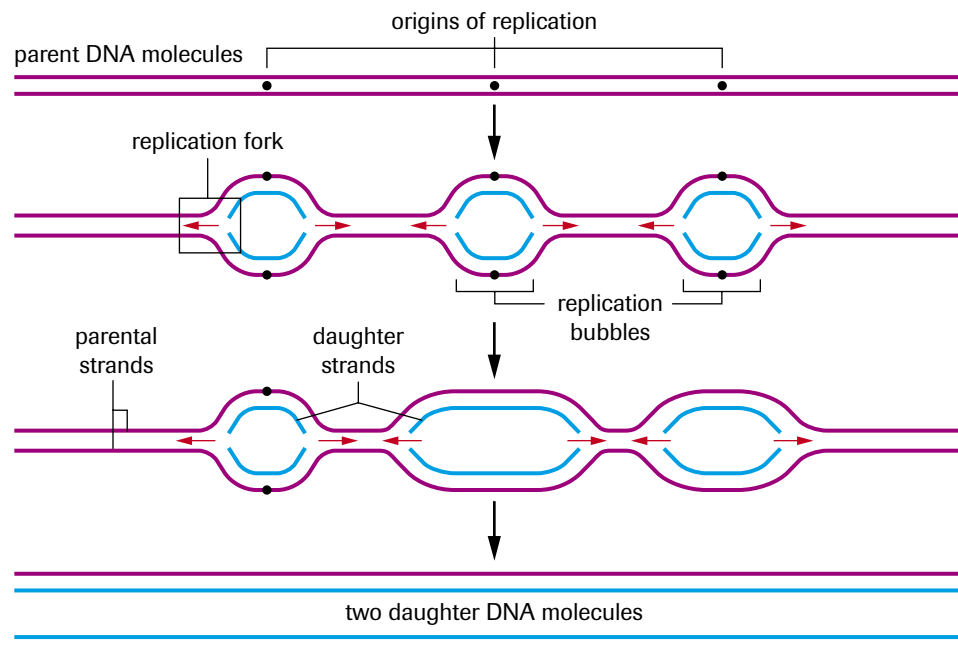 origins of replication
parent DNA molecules
replication fork
replication
bubbles
parental
strands
daughter
strands
two daughter DNA molecules